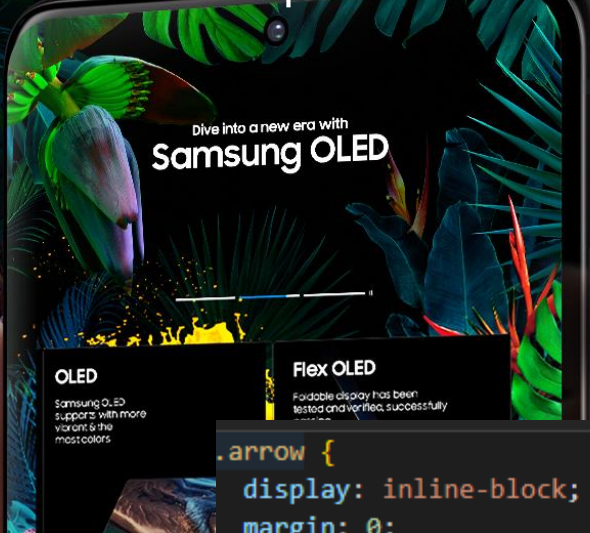 Dive into a new era with
Samsung OLED
OLED
Samsung OLED
supports with more
vibrant & the
most colors
Flex OLED
Foldable display has been
tested and verified, successfully
.arrow {
display: inline-block;
margin: 0;